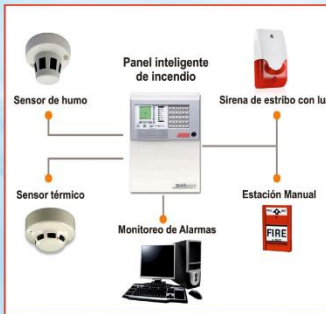 Panel inteligente
de incendio
Sensor de humo
Sirena de estribo con lu
Sensor térmico
Estación Manual
Monitoreo de Alarmas
FIRE